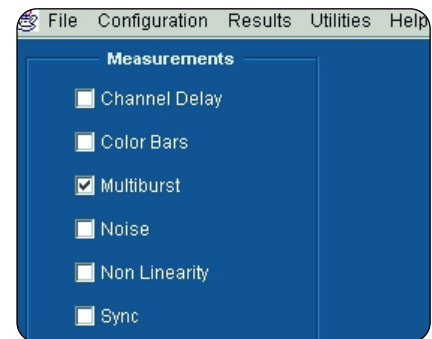 File Configuration Results Utilities Help
Measurements
Channel Delay
Color Bars
Multiburst
Noise
Non Linearity
Sync